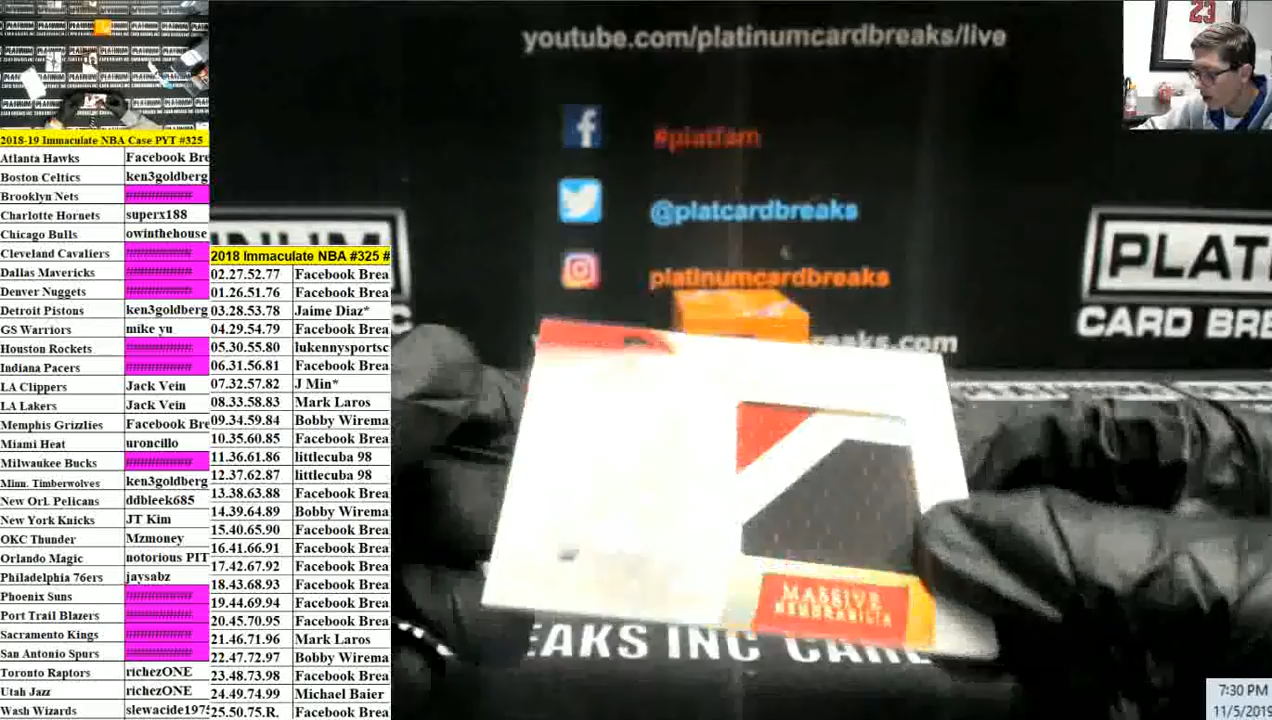 youtube.com/platinumcardbreaks/live
#platfam
@platcardbreaks
platinumcardbreaks
breaks.com
PLATINUM
CARD BREAKS INC
23
2018-19 Immaculate NBA Case PYT #325
Atlanta Hawks Facebook Bre
Boston Celtics ken3goldberg
Brooklyn Nets ##########
Charlotte Hornets superx188
Chicago Bulls owinthehouse
Cleveland Cavaliers ##########
Dallas Mavericks ##########
Denver Nuggets ##########
Detroit Pistons ken3goldberg
GS Warriors mike yu
Houston Rockets ##########
Indiana Pacers ##########
LA Clippers Jack Vein
LA Lakers Jack Vein
Memphis Grizzlies Facebook Bre
Miami Heat uroncillo
Milwaukee Bucks ##########
Minn. Timberwolves ken3goldberg
New OrL Pelicans ddbleek685
New York Knicks JT Kim
OKC Thunder Mzmoney
Orlando Magic notorious PIT
Philadelphia 76ers jaysabz
Phoenix Suns ##########
Port Trail Blazers ##########
Sacramento Kings ##########
San Antonio Spurs ##########
Toronto Raptors richezONE
Utah Jazz richezONE
Wash Wizards slewacide1975
2018 Immaculate NBA #325 #
02.27.52.77 Facebook Brea
01.26.51.76 Facebook Brea
03.28.53.78 Jaime Diaz*
04.29.54.79 Facebook Brea
05.30.55.80 lukennysportsc
06.31.56.81 Facebook Brea
07.32.57.82 J Min*
08.33.58.83 Mark Laros
09.34.59.84 Bobby Wirema
10.35.60.85 Facebook Brea
11.36.61.86 littlecuba 98
12.37.62.87 littlecuba 98
13.38.63.88 Facebook Brea
14.39.64.89 Bobby Wirema
15.40.65.90 Facebook Brea
16.41.66.91 Facebook Brea
17.42.67.92 Facebook Brea
18.43.68.93 Facebook Brea
19.44.69.94 Facebook Brea
20.45.70.95 Facebook Brea
21.46.71.96 Mark Laros
22.47.72.97 Bobby Wirema
23.48.73.98 Facebook Brea
24.49.74.99 Michael Baier
25.50.75.R. Facebook Brea
INUM
PLATI
CARD BRE
MASSIVE
MEMORABILIA
EAKS INC CARD
7:30 PM
11/5/2019